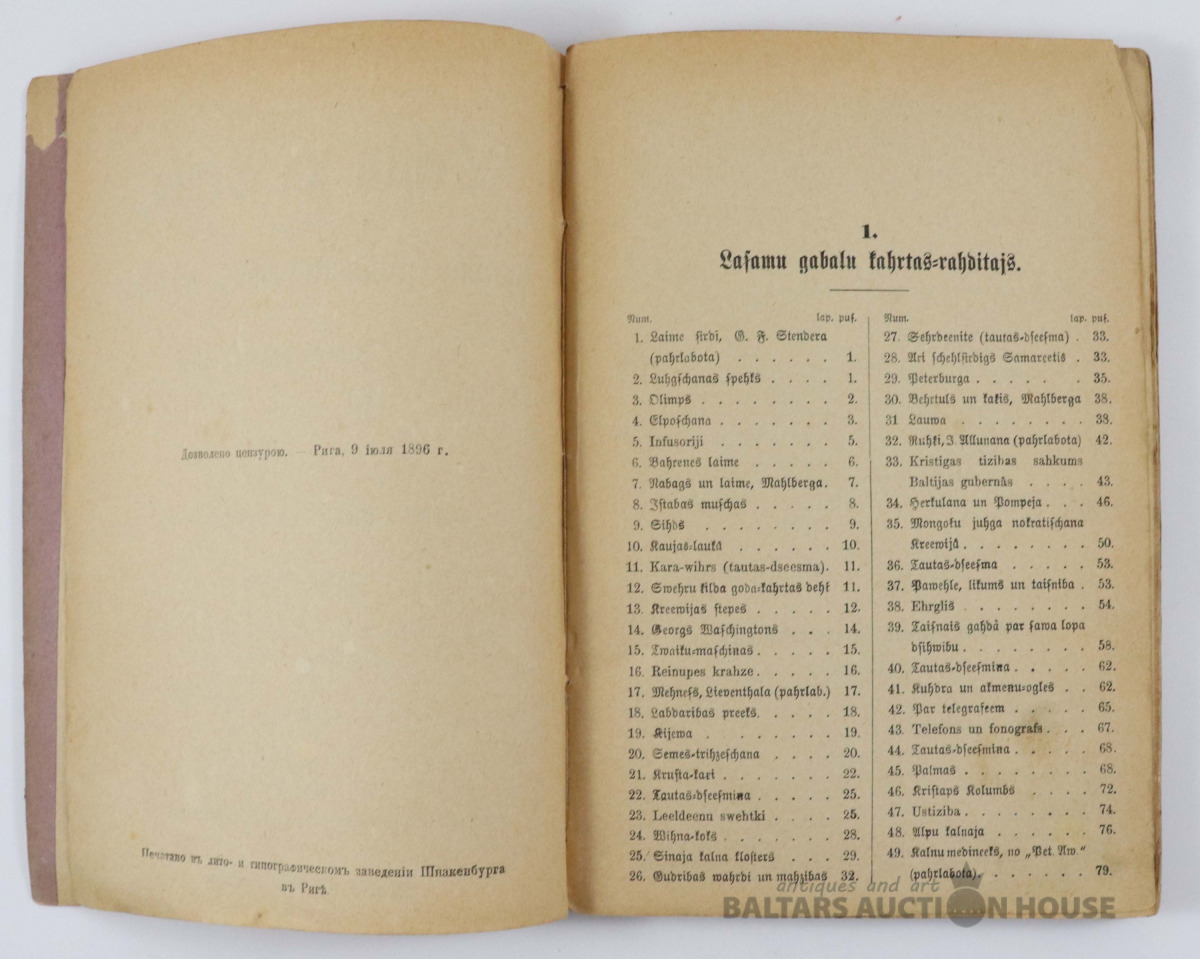 Дозволено цензурою. — Рига, 9 іюля 1896 г.
Печатано въ лито- и типографическомъ заведеніи Шнакенбурга
въ Ригѣ.
1.
Laſamu gabalu kahrtas-rahditajs.
Num. lap. puſ.
1. Laime ſirdi, G. F. Stendera
(pahrlabota) . . . . . . 1.
2. Luhgſchanas ſpehks . . . . 1.
3. Olimps . . . . . . . . 2.
4. Elpoſchana . . . . . . . 3.
5. Infusoriji . . . . . . . 5.
6. Bahrenes laime . . . . . 6.
7. Nabags un laime, Mahlberga. 7.
8. Iſtabas muſchas . . . . . 8.
9. Sihds . . . . . . . . 9.
10. Kaujas-laukâ . . . . . . 10.
11. Kara-wihrs (tautas-dseesma). 11.
12. Swehru ķilda goda-kahrtas dehļ 11.
13. Kreewijas ſtepes . . . . . 12.
14. Georgs Waſchingtons . . . 14.
15. Twaiku-maſchinas . . . . . 15.
16. Reinupes krahze . . . . . 16.
17. Mehneſs, Lieventhala (pahrlab.) 17.
18. Labdaribas preeks. . . . . 18.
19. Kijewa . . . . . . . . 19.
20. Semes-trihzeſchana . . . . 20.
21. Kruſta-kari . . . . . . . 22.
22. Tautas-dſeeſmiņa . . . . . 25.
23. Leeldeenu swehtki . . . . 25.
24. Wihna-koks . . . . . . . 28.
25. Sinaja kalna kloſters . . . 29.
26. Gudribas wahrdi un mahzibas 32.
Num. lap. puſ.
27. Sehrdeenite (tautas-dſeeſma) . 33.
28. Ari ſchehlſirdigs Samareetis . 33.
29. Peterburga . . . . . . 35.
30. Behrtuls un kakis, Mahlberga 38.
31 Lauwa . . . . . . . . 38.
32. Ruhķi, J. Allunana (pahrlabota) 42.
33. Kristigas tizibas sahkums
Baltijas gubernâs . . . . 43.
34. Herkulana un Pompeja . . . 46.
35. Mongoļu juhga nokratiſchana
Kreewijâ . . . . . . . . 50.
36. Tautas-dſeeſma . . . . . 53.
37. Pawehle, likums un taiſniba . 53.
38. Ehrglis . . . . . . . . 54.
39. Taiſnais gahdâ par ſawa lopa
dſihwibu . . . . . . . . 58.
40. Tautas-dſeeſmiņa . . . . . 62.
41. Kuhdra un akmeņu-ogles . . 62.
42. Par telegrafeem . . . . . 65.
43. Telefons un fonografs . . . 67.
44. Tautas-dſeeſmiņa . . . . . 68.
45. Palmas . . . . . . . . 68.
46. Kriſtaps Kolumbs . . . . 72.
47. Ustiziba . . . . . . . . 74.
48. Alpu kalnaja . . . . . . 76.
49. Kalnu medineeks, no „Pet. Aw.“
(pahrlabota). . . . . . . 79.
antiques and art
BALTARS AUCTION HOUSE